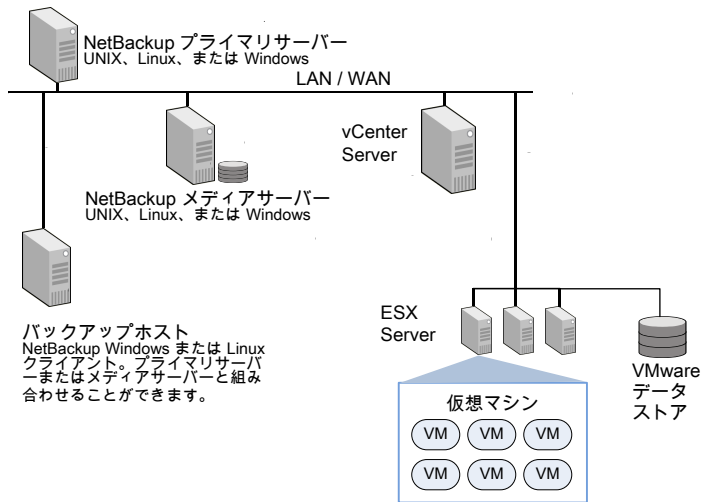 NetBackup プライマリサーバー
UNIX、Linux、または Windows
LAN / WAN
vCenter
Server
NetBackup メディアサーバー
UNIX、Linux、または Windows
バックアップホスト
NetBackup Windows または Linux
クライアント。プライマリサーバ
ーまたはメディアサーバーと組み
合わせることができます。
ESX
Server
VMware
データ
ストア
仮想マシン
VM VM VM
VM VM VM